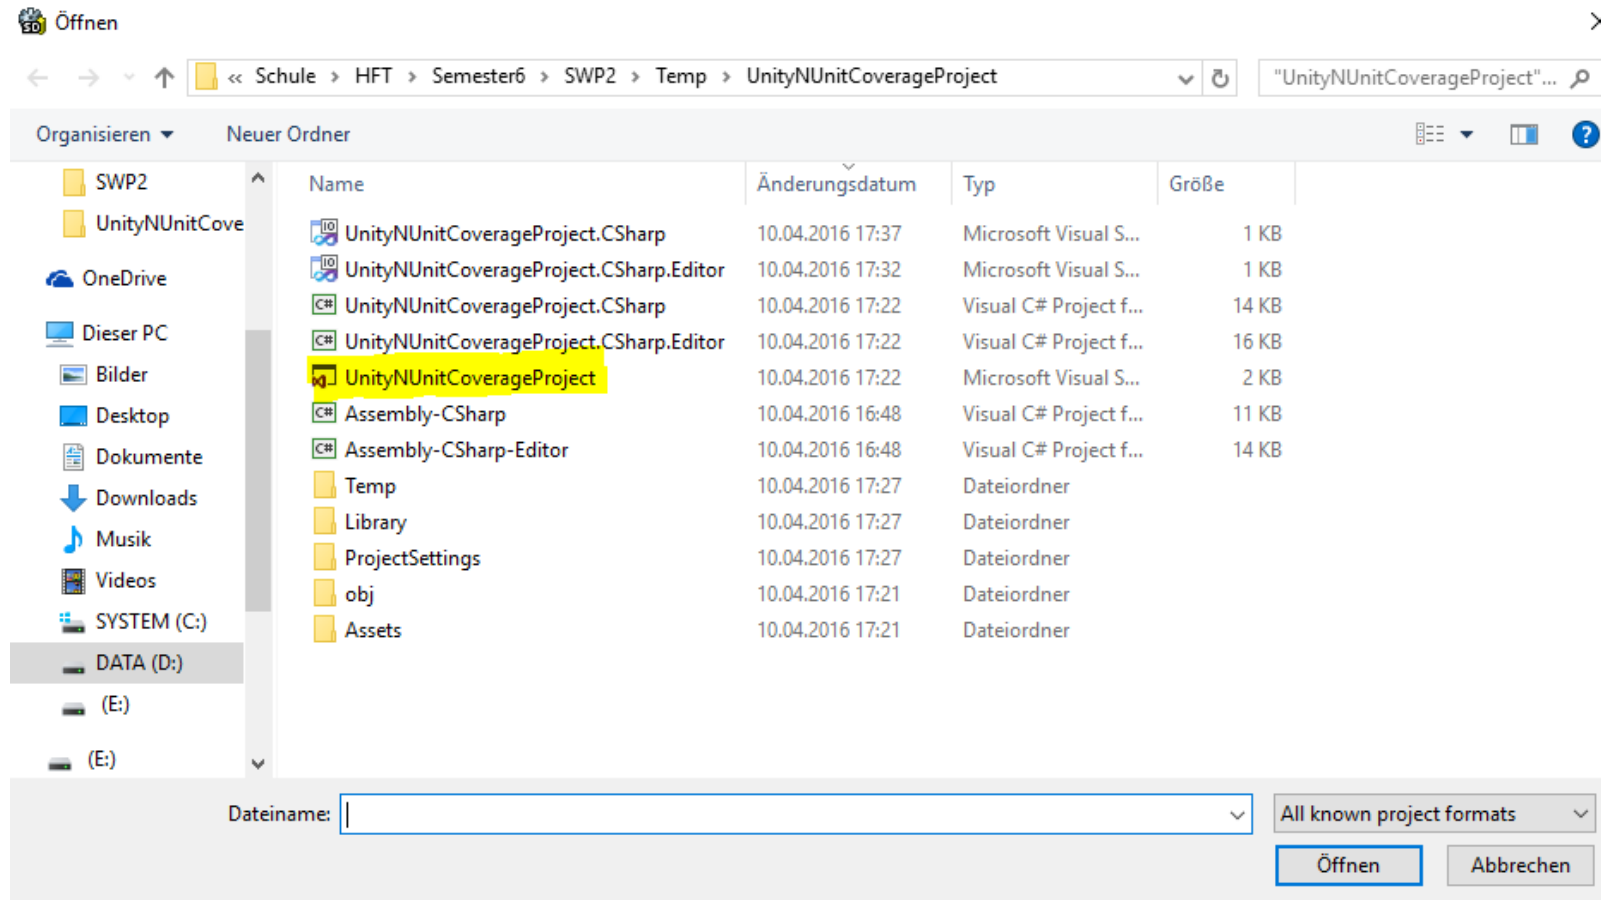 Öffnen
« Schule > HFT > Semester6 > SWP2 > Temp > UnityNUnitCoverageProject "UnityNUnitCoverageProject"...
Organisieren Neuer Ordner
SWP2
UnityNUnitCove
OneDrive
Dieser PC
Bilder
Desktop
Dokumente
Downloads
Musik
Videos
SYSTEM (C:)
DATA (D:)
(E:)
(E:)
Name Änderungsdatum Typ Größe
UnityNUnitCoverageProject.CSharp 10.04.2016 17:37 Microsoft Visual S... 1 KB
UnityNUnitCoverageProject.CSharp.Editor 10.04.2016 17:32 Microsoft Visual S... 1 KB
UnityNUnitCoverageProject.CSharp 10.04.2016 17:22 Visual C# Project f... 14 KB
UnityNUnitCoverageProject.CSharp.Editor 10.04.2016 17:22 Visual C# Project f... 16 KB
UnityNUnitCoverageProject 10.04.2016 17:22 Microsoft Visual S... 2 KB
Assembly-CSharp 10.04.2016 16:48 Visual C# Project f... 11 KB
Assembly-CSharp-Editor 10.04.2016 16:48 Visual C# Project f... 14 KB
Temp 10.04.2016 17:27 Dateiordner
Library 10.04.2016 17:27 Dateiordner
ProjectSettings 10.04.2016 17:27 Dateiordner
obj 10.04.2016 17:21 Dateiordner
Assets 10.04.2016 17:21 Dateiordner
Dateiname: All known project formats
Öffnen Abbrechen